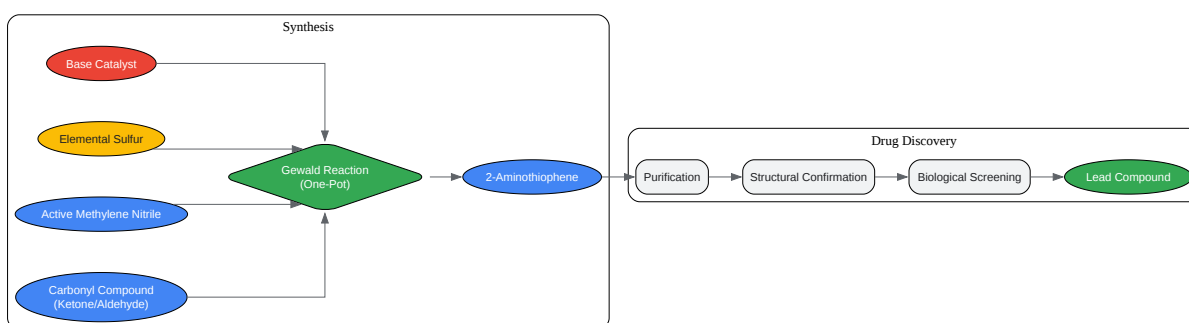 Synthesis
Base Catalyst
Elemental Sulfur
Active Methylene Nitrile
Carbonyl Compound
(Ketone/Aldehyde)
Gewald Reaction
(One-Pot)
2-Aminothiophene
Drug Discovery
Purification
Structural Confirmation
Biological Screening
Lead Compound